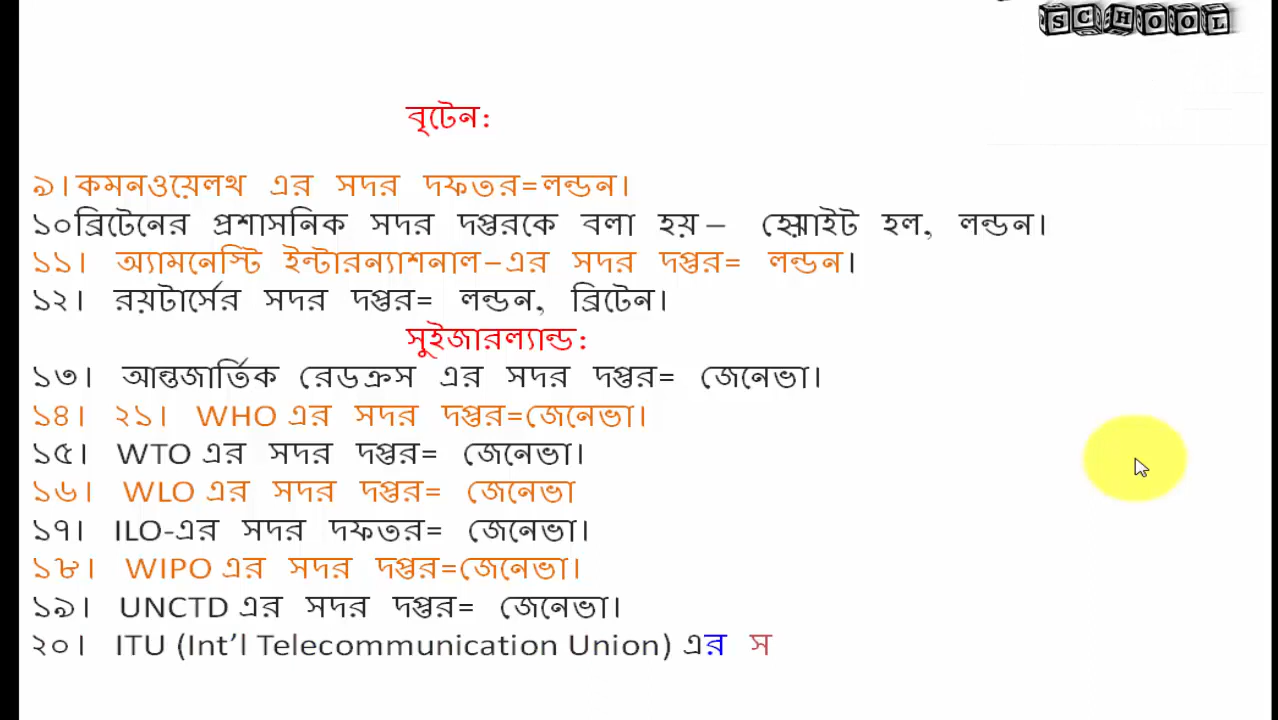 SCHOOL
বৃটেন:
৯।কমনওয়েলথ এর সদর দফতর=লন্ডন।
১০ব্রিটেনের প্রশাসনিক সদর দপ্তরকে বলা হয়– হোয়াইট হল, লন্ডন।
১১। অ্যামনেস্টি ইন্টারন্যাশনাল–এর সদর দপ্তর= লন্ডন।
১২। রয়টার্সের সদর দপ্তর= লন্ডন, ব্রিটেন।
সুইজারল্যান্ড:
১৩। আন্তজার্তিক রেডক্রস এর সদর দপ্তর= জেনেভা।
১৪। ২১। WHO এর সদর দপ্তর=জেনেভা।
১৫। WTO এর সদর দপ্তর= জেনেভা।
১৬। WLO এর সদর দপ্তর= জেনেভা
১৭। ILO-এর সদর দফতর= জেনেভা।
১৮। WIPO এর সদর দপ্তর=জেনেভা।
১৯। UNCTD এর সদর দপ্তর= জেনেভা।
২০। ITU (Int’l Telecommunication Union) এর স